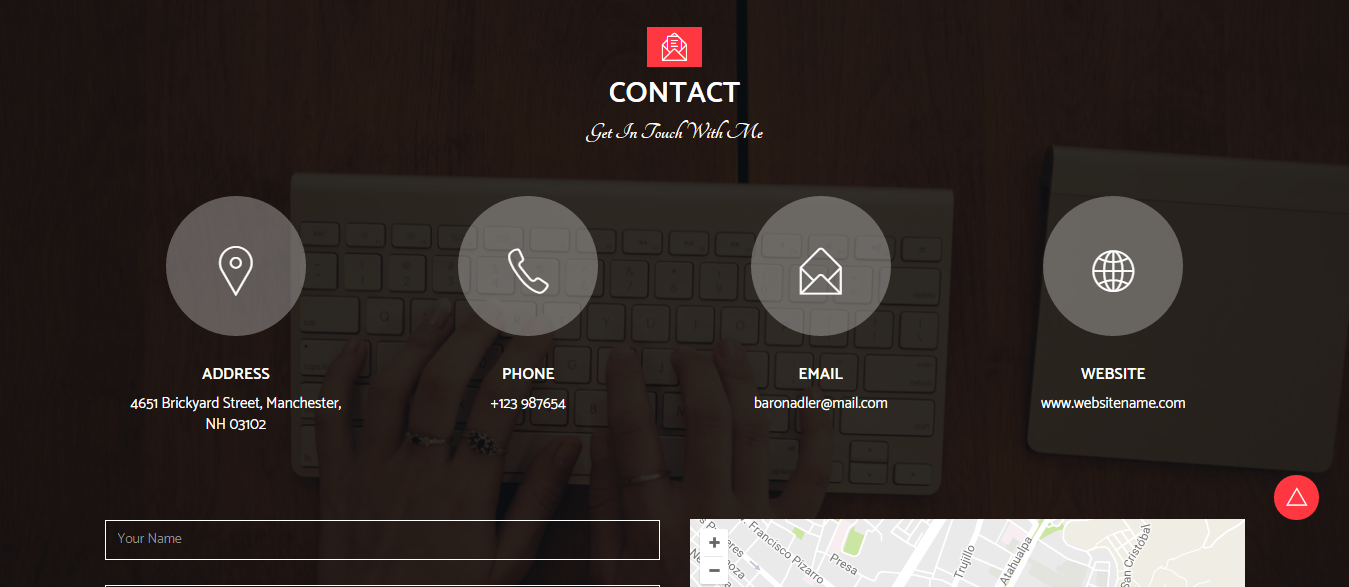 CONTACT
Get In Touch With Me
ADDRESS
4651 Brickyard Street, Manchester,
NH 03102
PHONE
+123 987654
EMAIL
baronadler@mail.com
WEBSITE
www.websitename.com
Your Name
+
−
Francisco Pizarro
Presa
Trujillo
Atahualpa
San Cristóbal